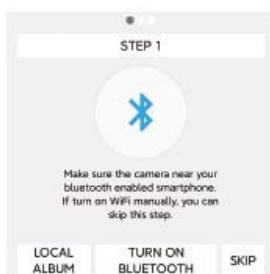 STEP 1
Make sure the camera near your
bluetooth enabled smartphone.
If turn on WiFi manually, you can
skip this step.
LOCAL
ALBUM
TURN ON
BLUETOOTH
SKIP